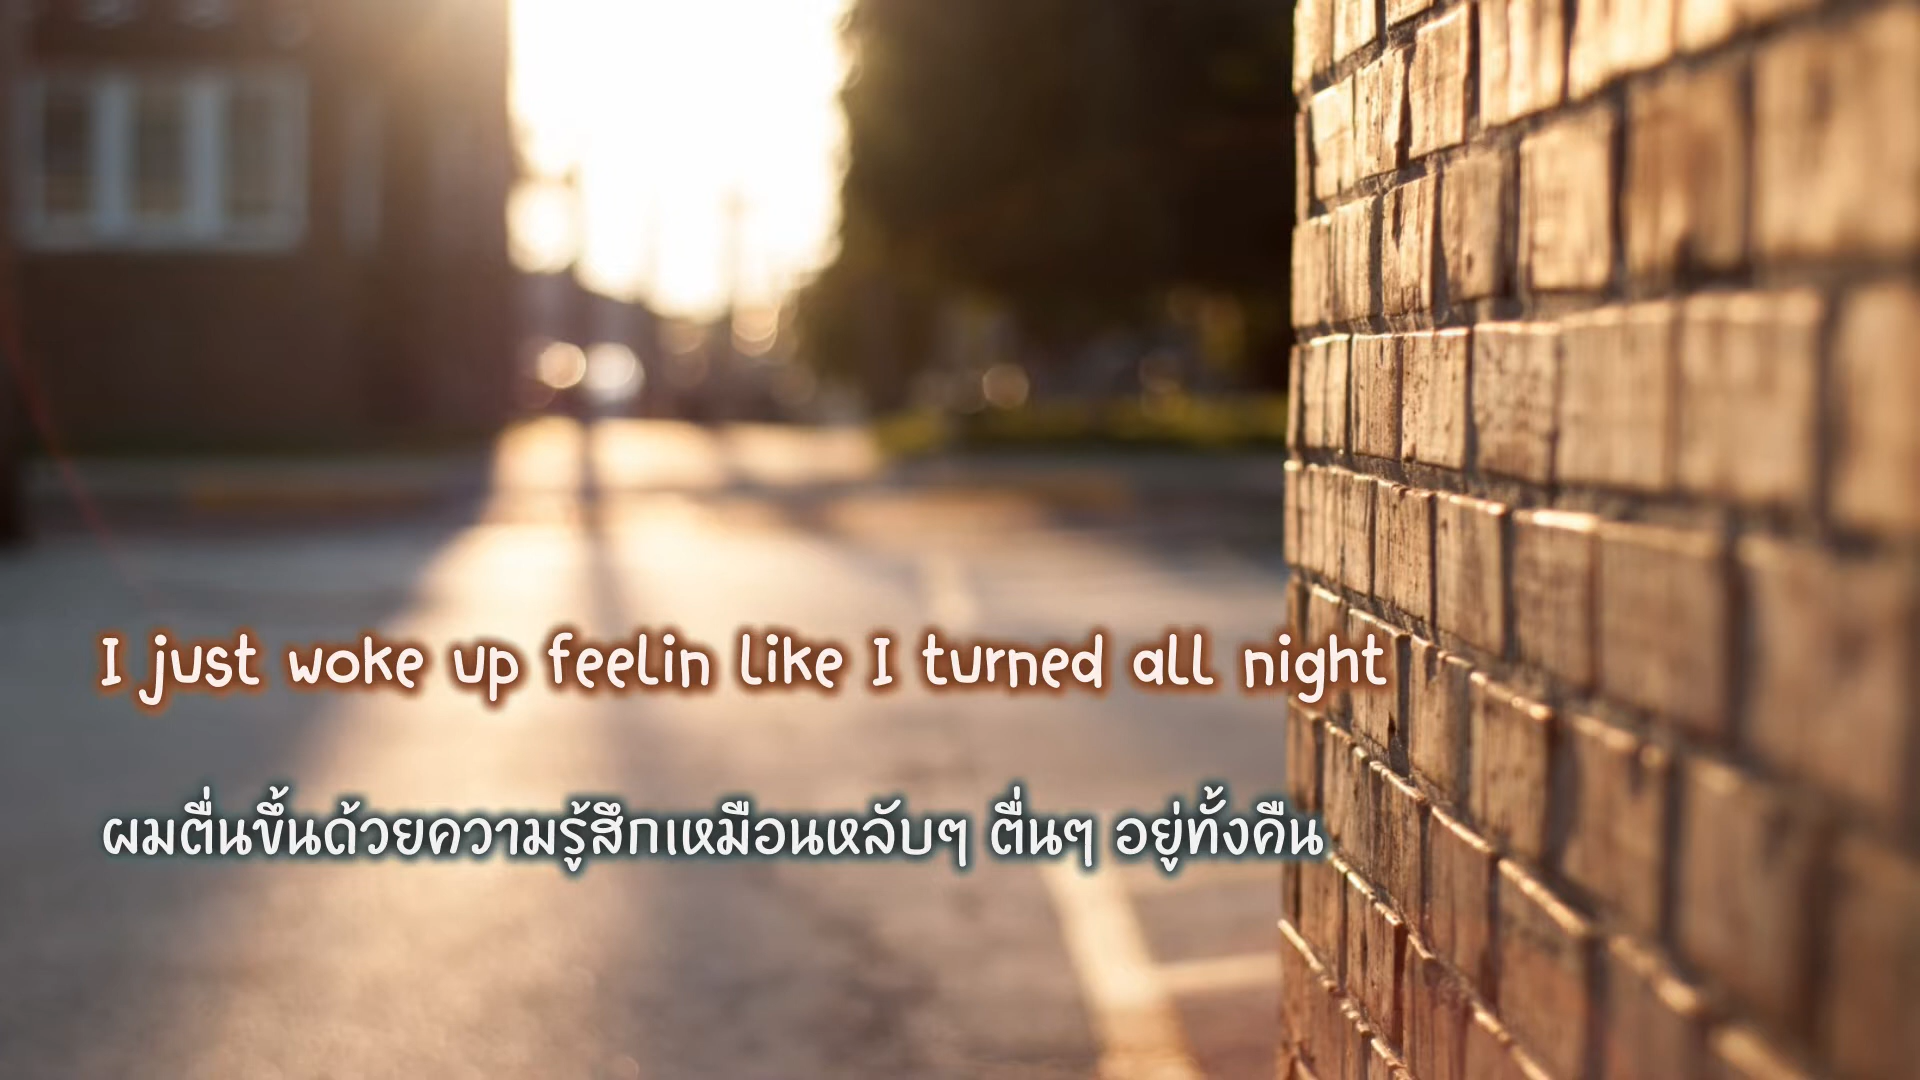 I just woke up feelin like I turned all night
ผมตื่นขึ้นด้วยความรู้สึกเหมือนหลับๆ ตื่นๆ อยู่ทั้งคืน